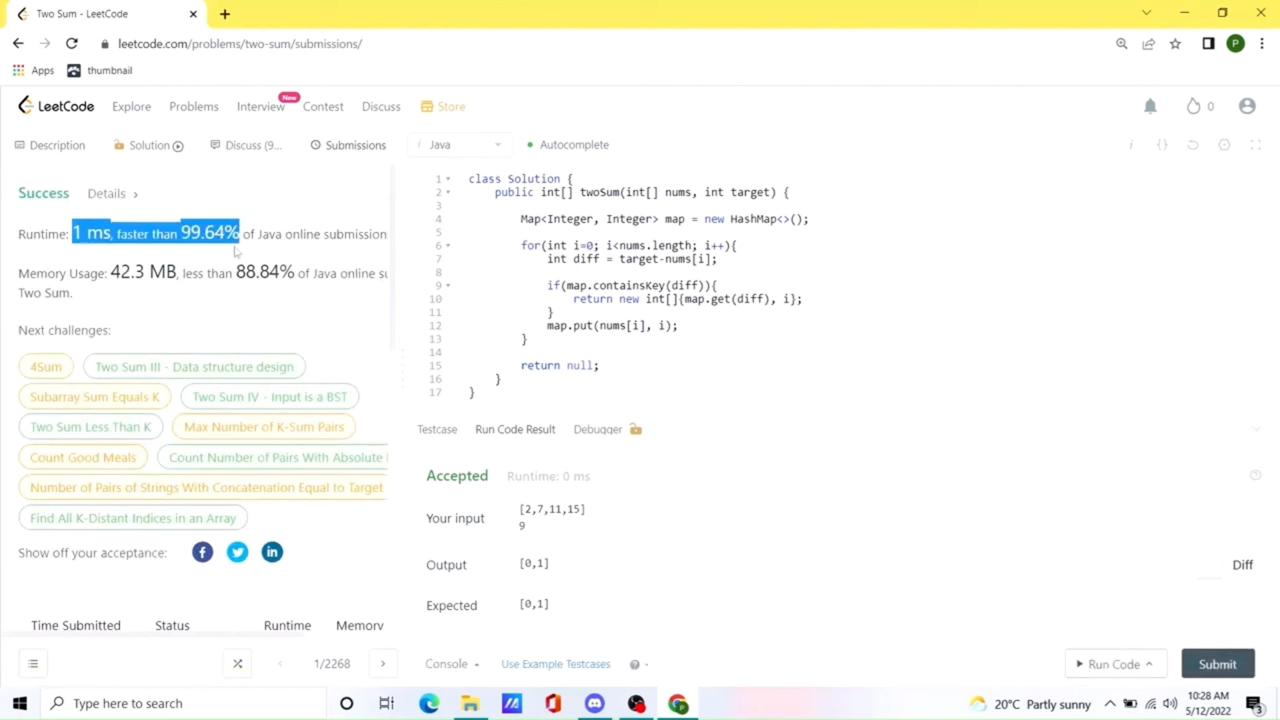 Two Sum - LeetCode
leetcode.com/problems/two-sum/submissions/
P
Apps
thumbnail
LeetCode
Explore
Problems
Interview
New
Contest
Discuss
Store
0
Description
Solution
Discuss (9...
Submissions
i Java
Autocomplete
Success
Details
Runtime: 1 ms, faster than 99.64% of Java online submission
Memory Usage: 42.3 MB, less than 88.84% of Java online su
Two Sum.
Next challenges:
4Sum
Two Sum III - Data structure design
Subarray Sum Equals K
Two Sum IV - Input is a BST
Two Sum Less Than K
Max Number of K-Sum Pairs
Count Good Meals
Count Number of Pairs With Absolute
Number of Pairs of Strings With Concatenation Equal to Target
Find All K-Distant Indices in an Array
Show off your acceptance:
Time Submitted
Status
Runtime
Memory
1/2268
1 class Solution {
2 public int[] twoSum(int[] nums, int target) {
3
4 Map<Integer, Integer> map = new HashMap<>();
5
6 for(int i=0; i<nums.length; i++){
7 int diff = target-nums[i];
8
9 if(map.containsKey(diff)){
10 return new int[]{map.get(diff), i};
11 }
12 map.put(nums[i], i);
13 }
14
15 return null;
16 }
17 }
Testcase
Run Code Result
Debugger
Accepted
Runtime: 0 ms
Your input
[2,7,11,15]
9
Output
[0,1]
Diff
Expected
[0,1]
Console
Use Example Testcases
Run Code
Submit
Type here to search
20°C Partly sunny
10:28 AM
5/12/2022
3